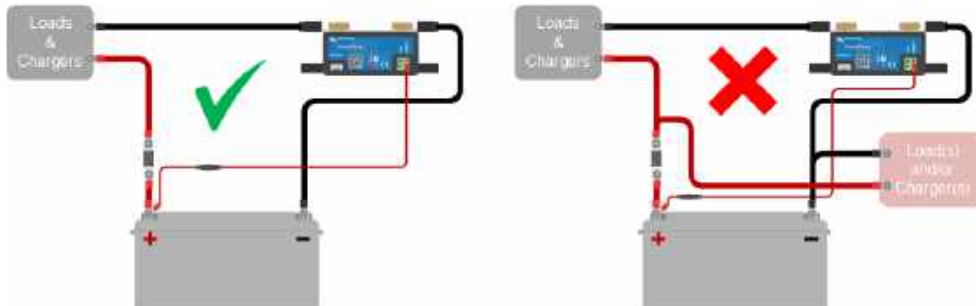 Loads
&
Chargers
+
−
Loads
&
Chargers
Load(s)
and/or
Charger(s)
+
−